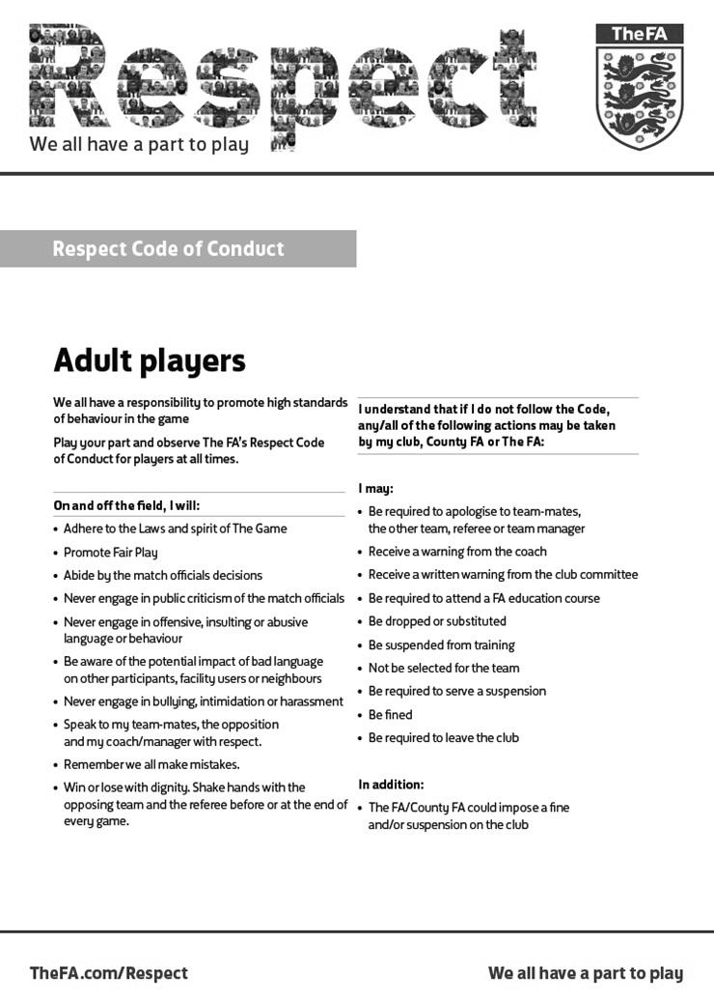 Respect
TheFA
We all have a part to play
Respect Code of Conduct
Adult players
We all have a responsibility to promote high standards
of behaviour in the game
Play your part and observe The FA's Respect Code
of Conduct for players at all times.
On and off the field, I will:
• Adhere to the Laws and spirit of The Game
• Promote Fair Play
• Abide by the match officials decisions
• Never engage in public criticism of the match officials
• Never engage in offensive, insulting or abusive
language or behaviour
• Be aware of the potential impact of bad language
on other participants, facility users or neighbours
• Never engage in bullying, intimidation or harassment
• Speak to my team-mates, the opposition
and my coach/manager with respect.
• Remember we all make mistakes.
• Win or lose with dignity. Shake hands with the
opposing team and the referee before or at the end of
every game.
I understand that if I do not follow the Code,
any/all of the following actions may be taken
by my club, County FA or The FA:
I may:
• Be required to apologise to team-mates,
the other team, referee or team manager
• Receive a warning from the coach
• Receive a written warning from the club committee
• Be required to attend a FA education course
• Be dropped or substituted
• Be suspended from training
• Not be selected for the team
• Be required to serve a suspension
• Be fined
• Be required to leave the club
In addition:
• The FA/County FA could impose a fine
and/or suspension on the club
TheFA.com/Respect
We all have a part to play